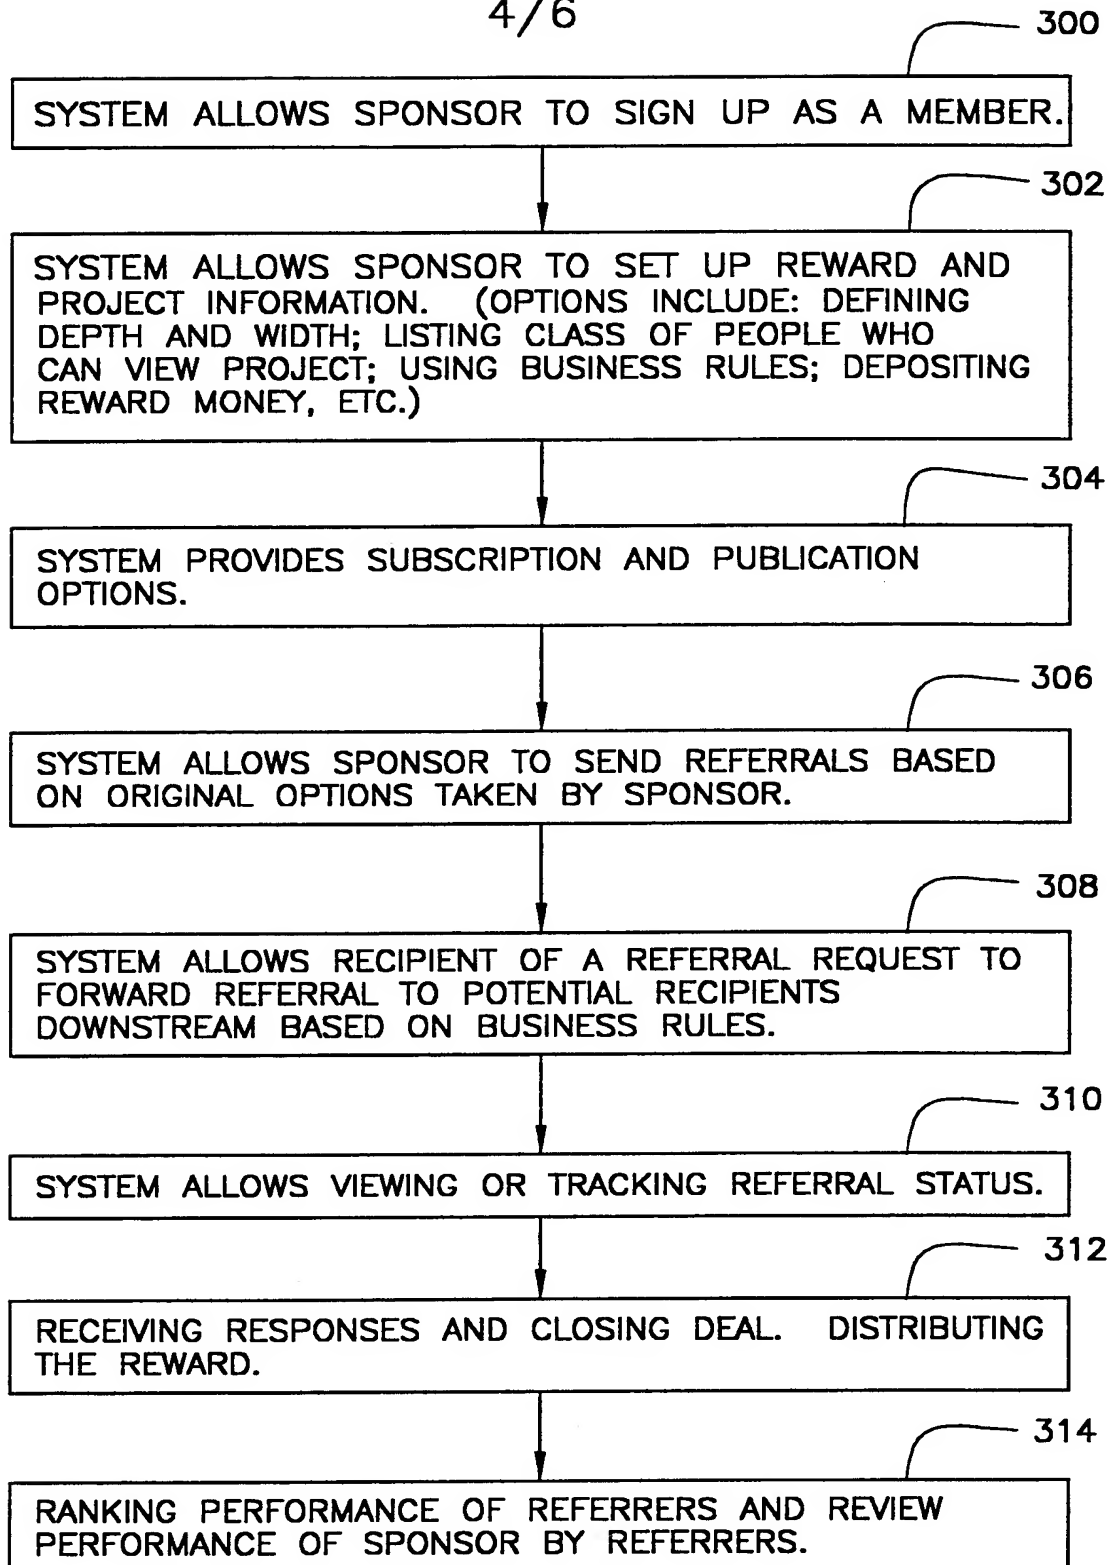 4/6
300
SYSTEM ALLOWS SPONSOR TO SIGN UP AS A MEMBER.
302
SYSTEM ALLOWS SPONSOR TO SET UP REWARD AND
PROJECT INFORMATION. (OPTIONS INCLUDE: DEFINING
DEPTH AND WIDTH; LISTING CLASS OF PEOPLE WHO
CAN VIEW PROJECT; USING BUSINESS RULES; DEPOSITING
REWARD MONEY, ETC.)
304
SYSTEM PROVIDES SUBSCRIPTION AND PUBLICATION
OPTIONS.
306
SYSTEM ALLOWS SPONSOR TO SEND REFERRALS BASED
ON ORIGINAL OPTIONS TAKEN BY SPONSOR.
308
SYSTEM ALLOWS RECIPIENT OF A REFERRAL REQUEST TO
FORWARD REFERRAL TO POTENTIAL RECIPIENTS
DOWNSTREAM BASED ON BUSINESS RULES.
310
SYSTEM ALLOWS VIEWING OR TRACKING REFERRAL STATUS.
312
RECEIVING RESPONSES AND CLOSING DEAL. DISTRIBUTING
THE REWARD.
314
RANKING PERFORMANCE OF REFERRERS AND REVIEW
PERFORMANCE OF SPONSOR BY REFERRERS.